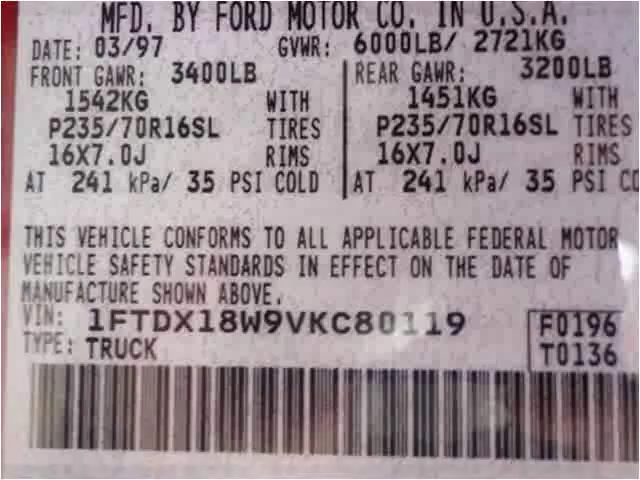 MFD. BY FORD MOTOR CO. IN U.S.A.
DATE: 03/97 GVWR: 6000LB/ 2721KG
FRONT GAWR: 3400LB REAR GAWR: 3200LB
1542KG WITH 1451KG WITH
P235/70R16SL TIRES P235/70R16SL TIRES
16X7.0J RIMS 16X7.0J RIMS
AT 241 kPa/ 35 PSI COLD AT 241 kPa/ 35 PSI CO
THIS VEHICLE CONFORMS TO ALL APPLICABLE FEDERAL MOTOR
VEHICLE SAFETY STANDARDS IN EFFECT ON THE DATE OF
MANUFACTURE SHOWN ABOVE.
VIN: 1FTDX18W9VKC80119 F0196
TYPE: TRUCK T0136